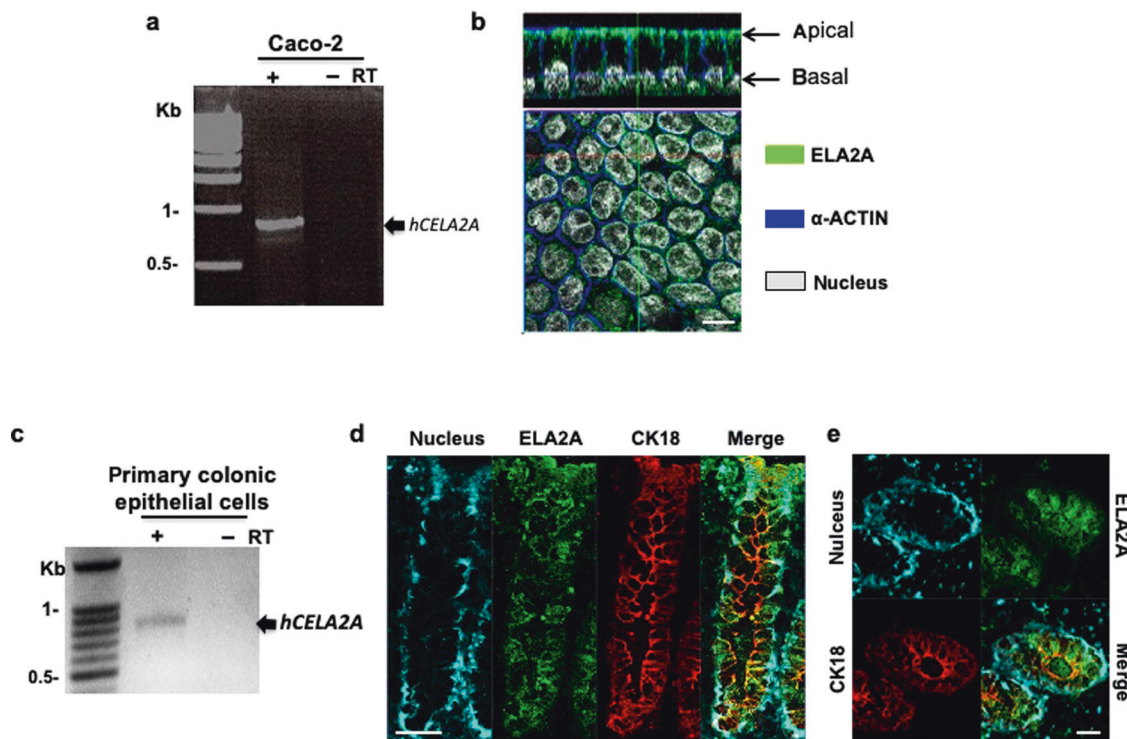 a
Caco-2
+ − RT
Kb
1-
0.5-
hCELA2A
b
Apical
Basal
ELA2A
α-ACTIN
Nucleus
c
Primary colonic
epithelial cells
+ − RT
Kb
1-
0.5-
hCELA2A
d
Nucleus ELA2A CK18 Merge
e
Nulceus
ELA2A
CK18
Merge